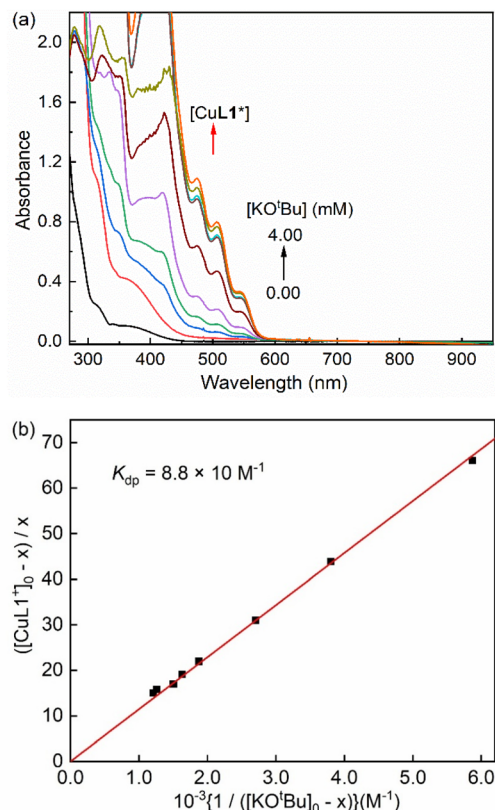 (a)
2.0
1.6
1.2
0.8
0.4
0.0
Absorbance
[CuL1*]
[KOᵗBu] (mM)
4.00
0.00
300 400 500 600 700 800 900
Wavelength (nm)
(b)
70
60
50
40
30
20
10
0
([CuL1⁺]₀ - x) / x
K_dp = 8.8 × 10 M⁻¹
0.0 1.0 2.0 3.0 4.0 5.0 6.0
10⁻³{1 / ([KOᵗBu]₀ - x)}(M⁻¹)